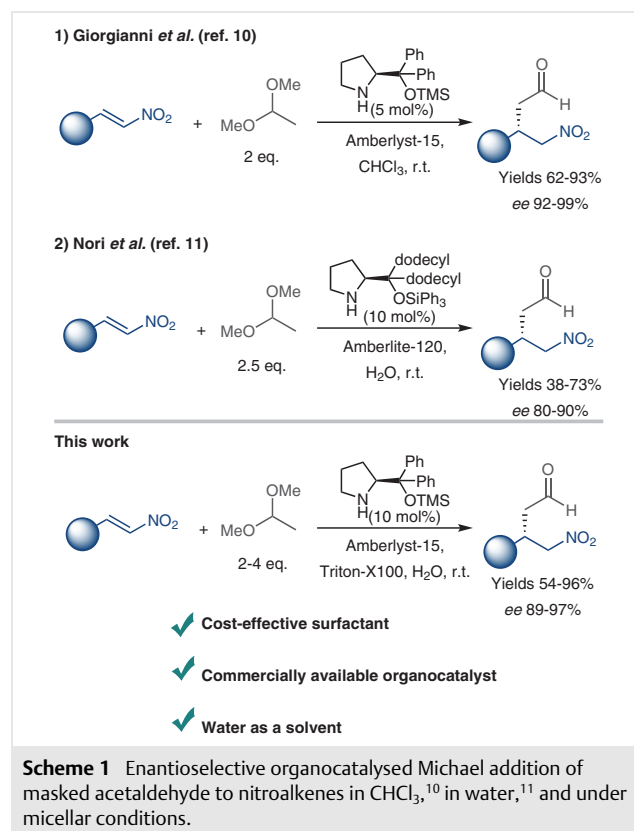 1) Giorgianni et al. (ref. 10)
NO2
+
OMe
MeO
2 eq.
Ph
Ph
OTMS
NH
(5 mol%)
Amberlyst-15,
CHCl3, r.t.
O
H
NO2
Yields 62-93%
ee 92-99%
2) Nori et al. (ref. 11)
NO2
+
OMe
MeO
2.5 eq.
dodecyl
dodecyl
OSiPh3
NH
(10 mol%)
Amberlite-120,
H2O, r.t.
O
H
NO2
Yields 38-73%
ee 80-90%
This work
NO2
+
OMe
MeO
2-4 eq.
Ph
Ph
OTMS
NH
(10 mol%)
Amberlyst-15,
Triton-X100, H2O, r.t.
O
H
NO2
Yields 54-96%
ee 89-97%
Cost-effective surfactant
Commercially available organocatalyst
Water as a solvent
Scheme 1 Enantioselective organocatalysed Michael addition of
masked acetaldehyde to nitroalkenes in CHCl3,10 in water,11 and under
micellar conditions.